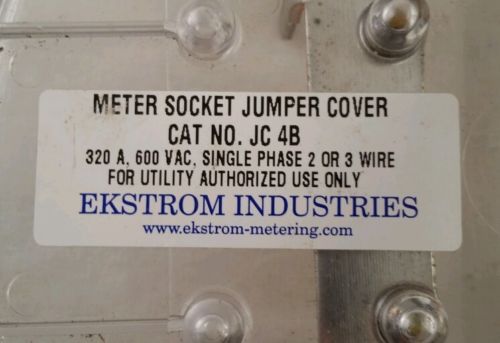 METER SOCKET JUMPER COVER
CAT NO. JC 4B
320 A, 600 VAC, SINGLE PHASE 2 OR 3 WIRE
FOR UTILITY AUTHORIZED USE ONLY
EKSTROM INDUSTRIES
www.ekstrom-metering.com